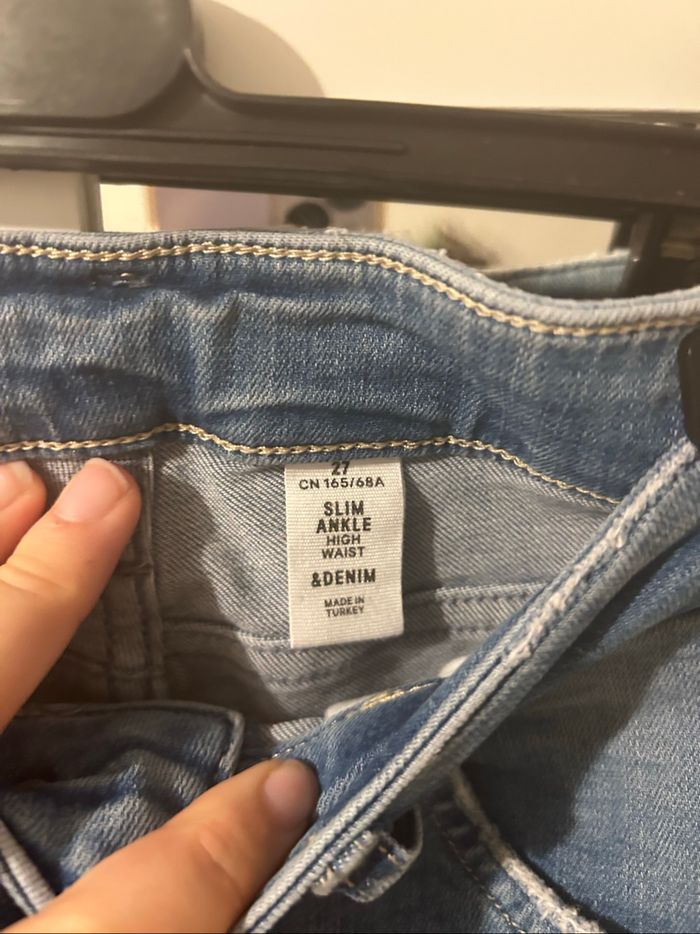 27
CN 165/68A
SLIM
ANKLE
HIGH
WAIST
&DENIM
MADE IN
TURKEY